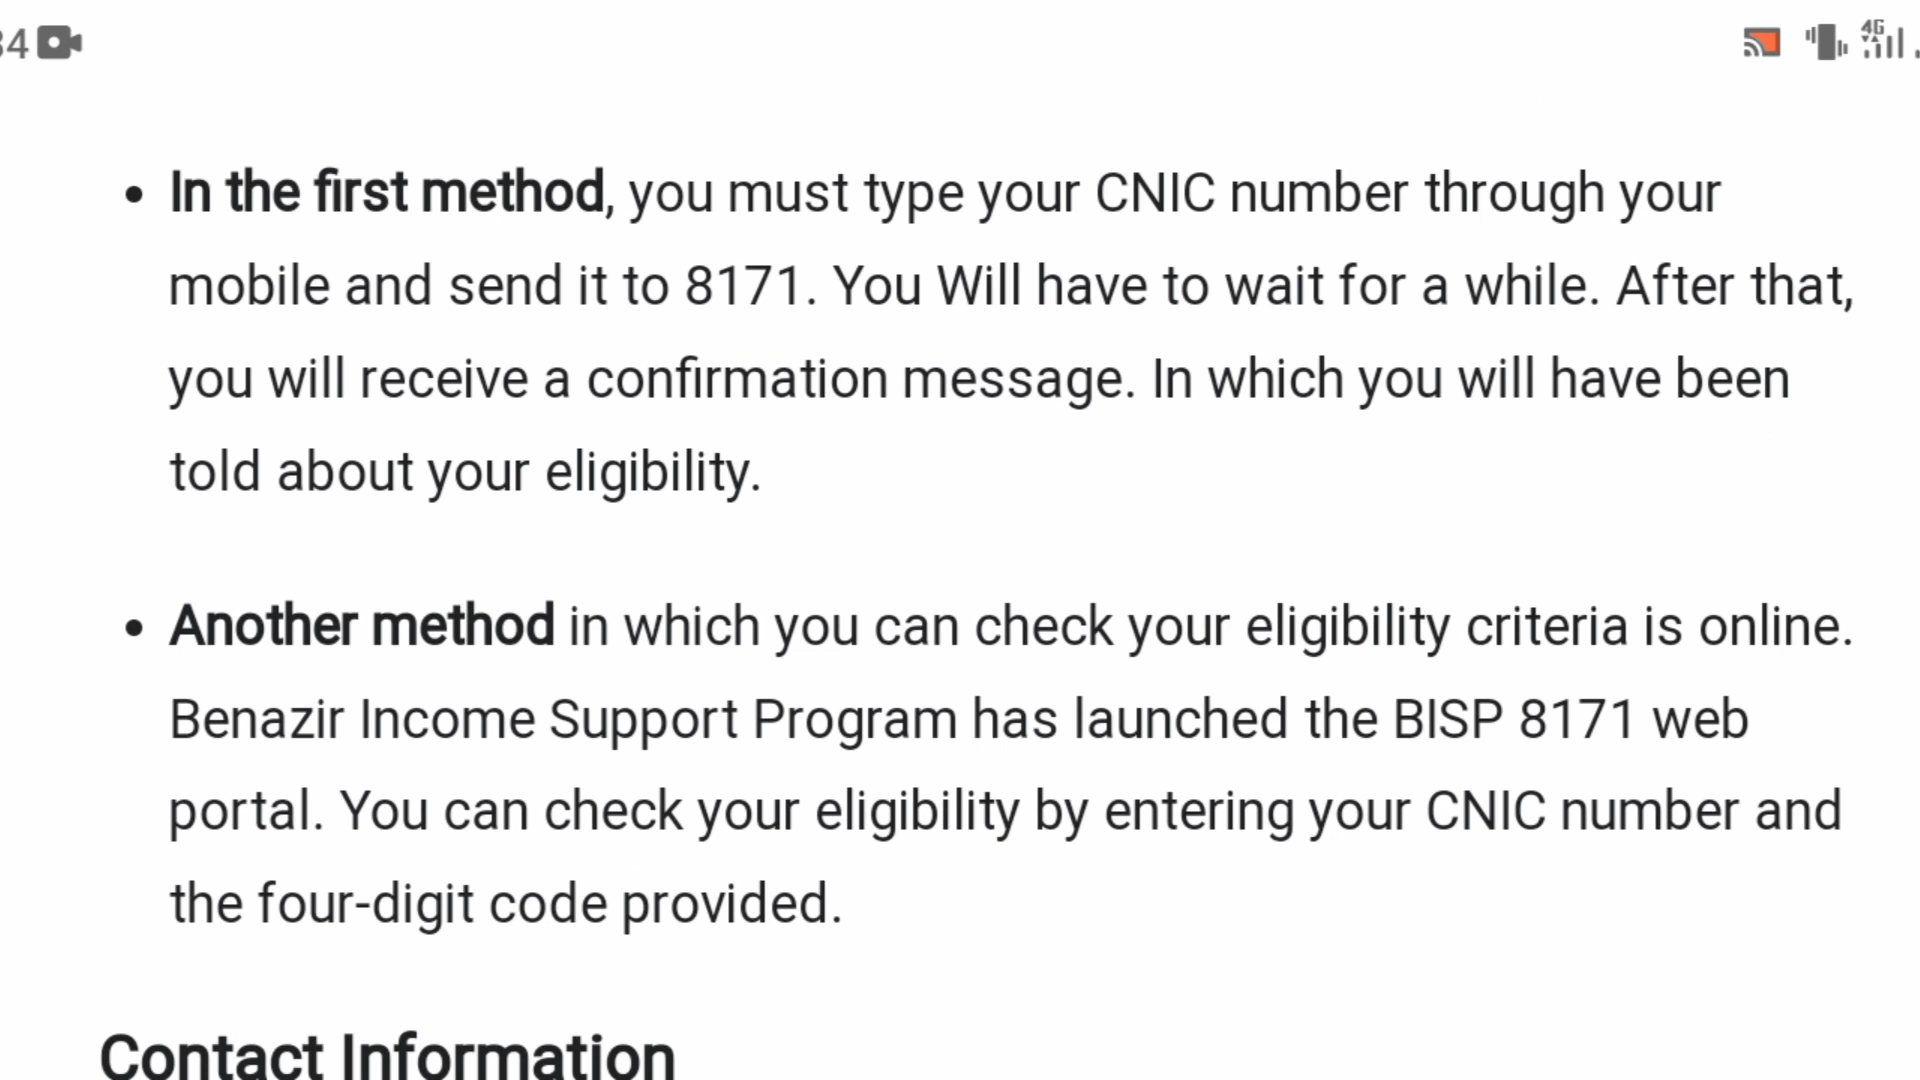 34
4G
• In the first method, you must type your CNIC number through your
mobile and send it to 8171. You Will have to wait for a while. After that,
you will receive a confirmation message. In which you will have been
told about your eligibility.
• Another method in which you can check your eligibility criteria is online.
Benazir Income Support Program has launched the BISP 8171 web
portal. You can check your eligibility by entering your CNIC number and
the four-digit code provided.
Contact Information